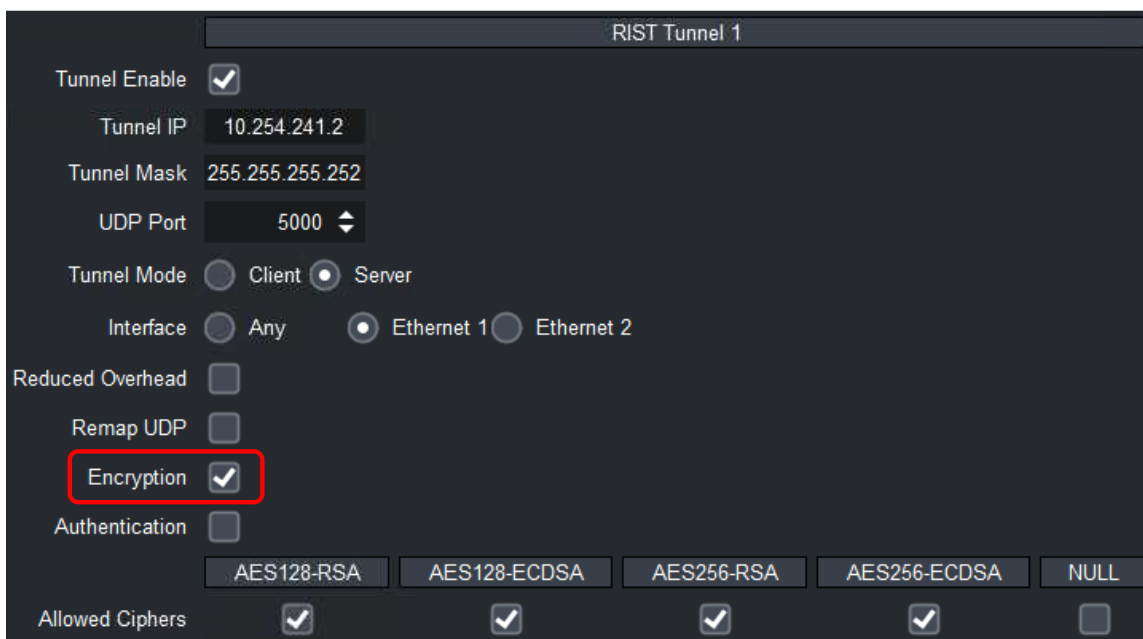 RIST Tunnel 1
Tunnel Enable
Tunnel IP 10.254.241.2
Tunnel Mask 255.255.255.252
UDP Port 5000
Tunnel Mode Client Server
Interface Any Ethernet 1 Ethernet 2
Reduced Overhead
Remap UDP
Encryption
Authentication
AES128-RSA AES128-ECDSA AES256-RSA AES256-ECDSA NULL
Allowed Ciphers